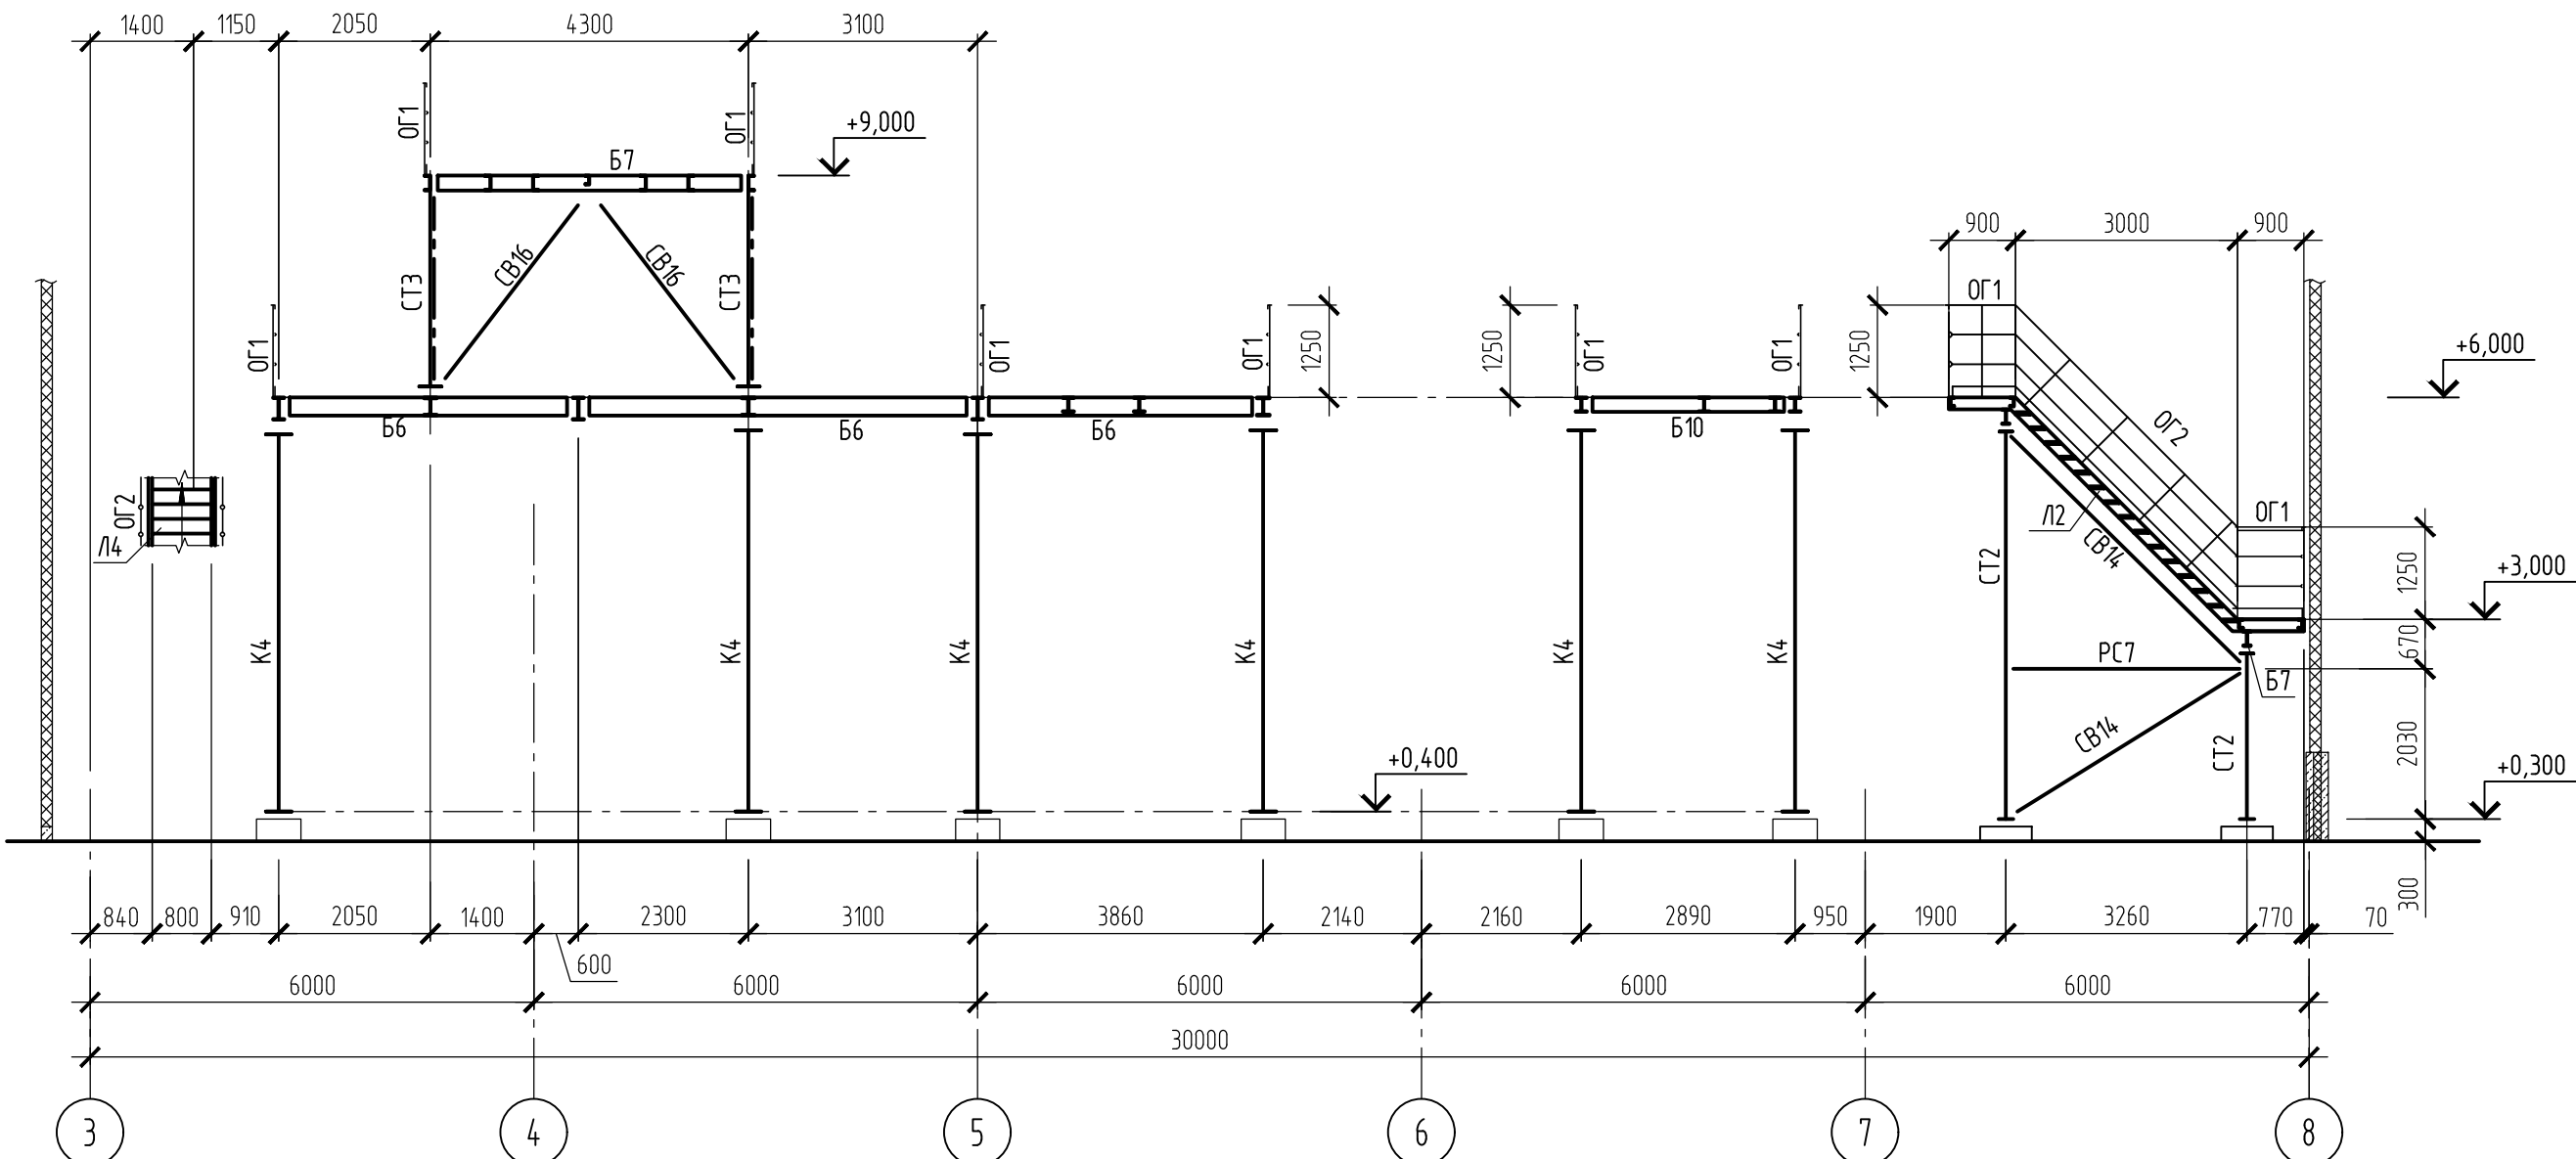 1400 1150 2050 4300 3100
ОГ1 ОГ1 +9,000
Б7
900 3000 900
СТ3 СВ16 СВ16 СТ3
ОГ1
ОГ1 ОГ1 ОГ1 1250 1250 ОГ1 ОГ1 1250 +6,000
Б6 Б6 Б6 Б10 ОГ2
ОГ2 Л2 ОГ1
Л4 СТ2 СВ14 1250 +3,000
К4 К4 К4 К4 К4 К4 РС7 670
Б7
СВ14 СТ2 2030
+0,400 +0,300
300
840 800 910 2050 1400 2300 3100 3860 2140 2160 2890 950 1900 3260 770 70
600
6000 6000 6000 6000 6000
30000
3 4 5 6 7 8